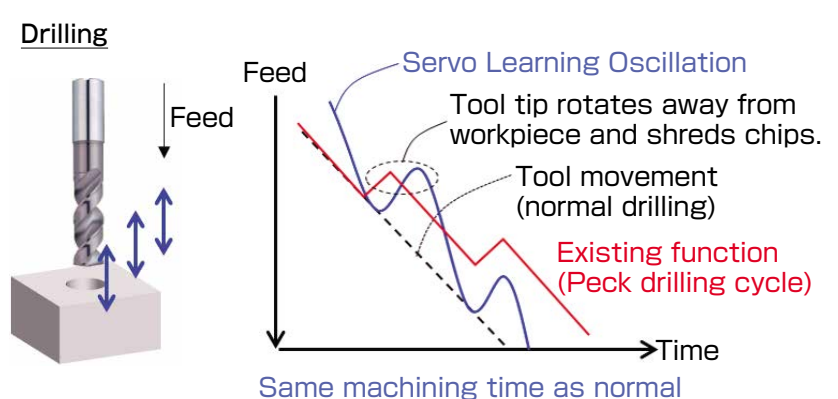 Drilling
Feed
Feed
Servo Learning Oscillation
Tool tip rotates away from
workpiece and shreds chips.
Tool movement
(normal drilling)
Existing function
(Peck drilling cycle)
Time
Same machining time as normal